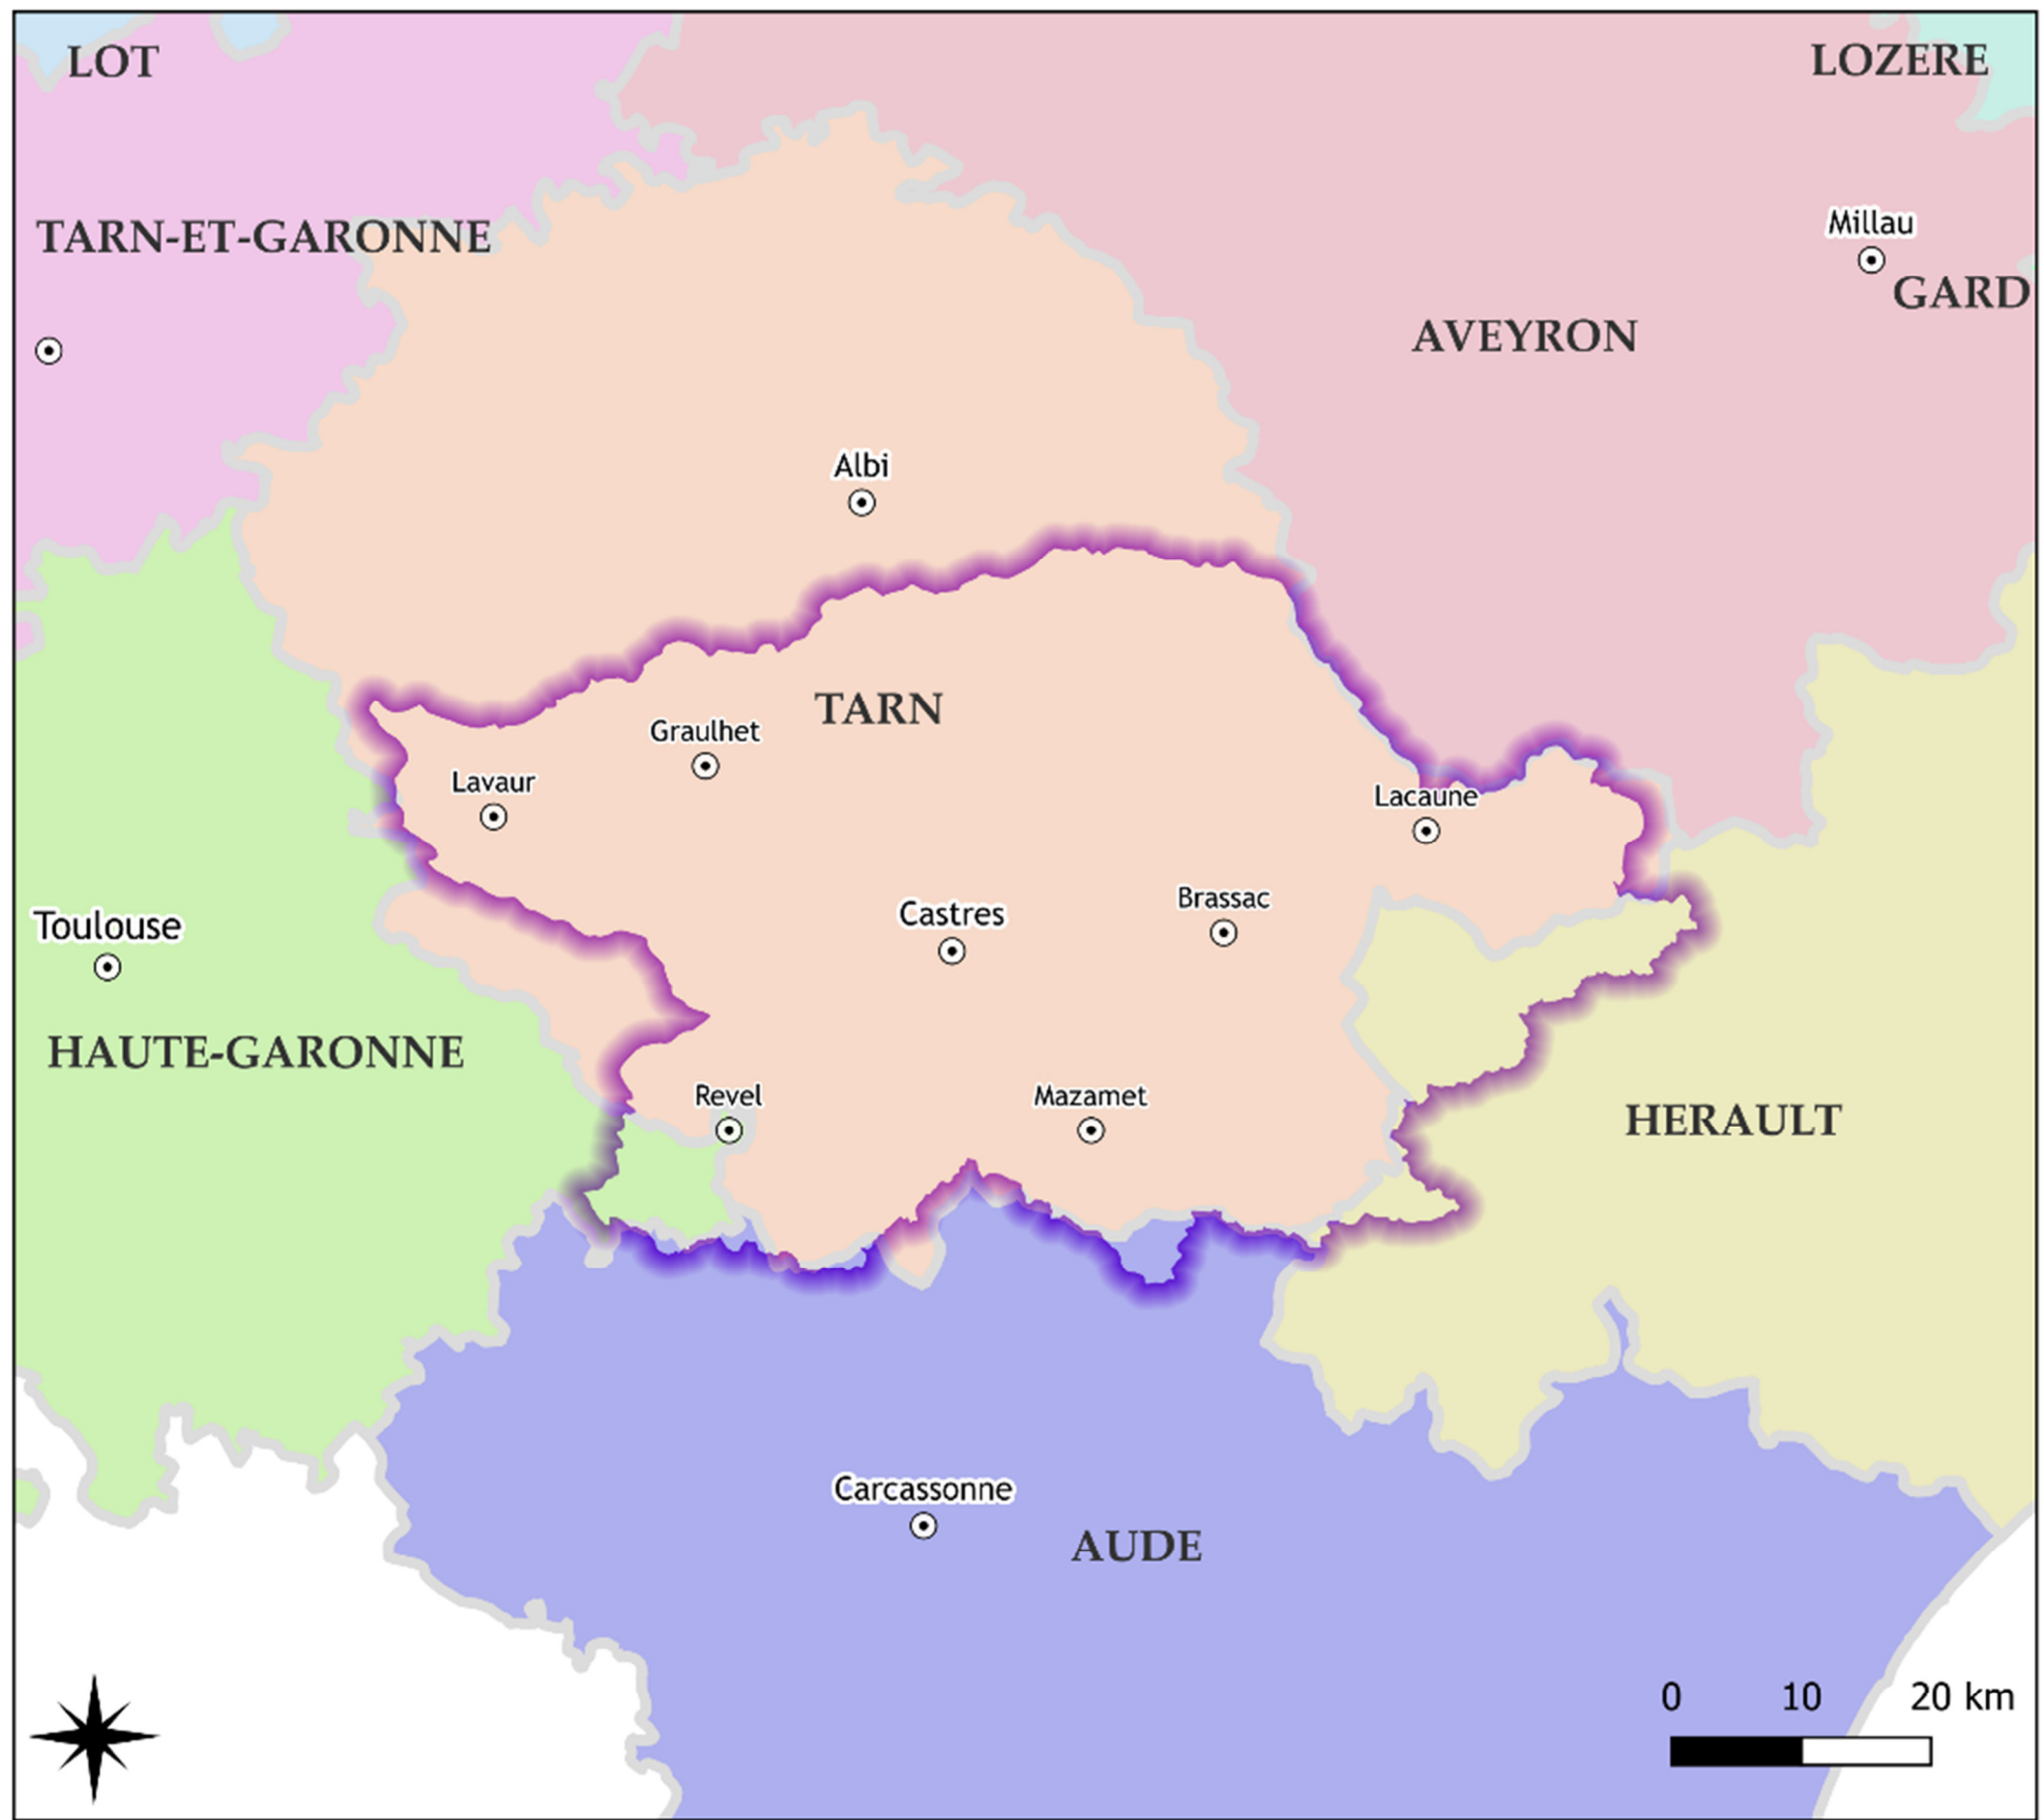 LOT
LOZERE
TARN-ET-GARONNE
Millau
GARD
AVEYRON
Albi
TARN
Graulhet
Lavaur
Lacaune
Brassac
Castres
Toulouse
HAUTE-GARONNE
Revel
Mazamet
HERAULT
Carcassonne
AUDE
0 10 20 km